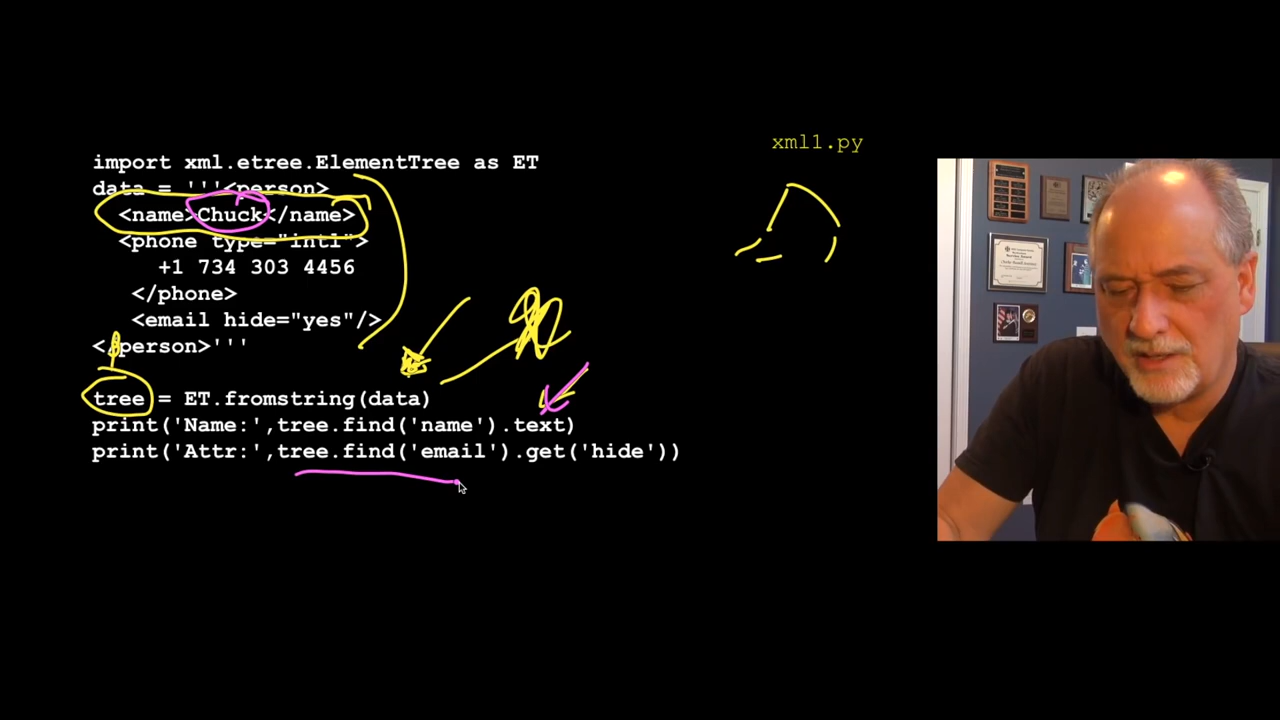 xml1.py
import xml.etree.ElementTree as ET
data = '''<person>
<name>Chuck</name>
<phone type="intl">
+1 734 303 4456
</phone>
<email hide="yes"/>
</person>'''
tree = ET.fromstring(data)
print('Name:',tree.find('name').text)
print('Attr:',tree.find('email').get('hide'))